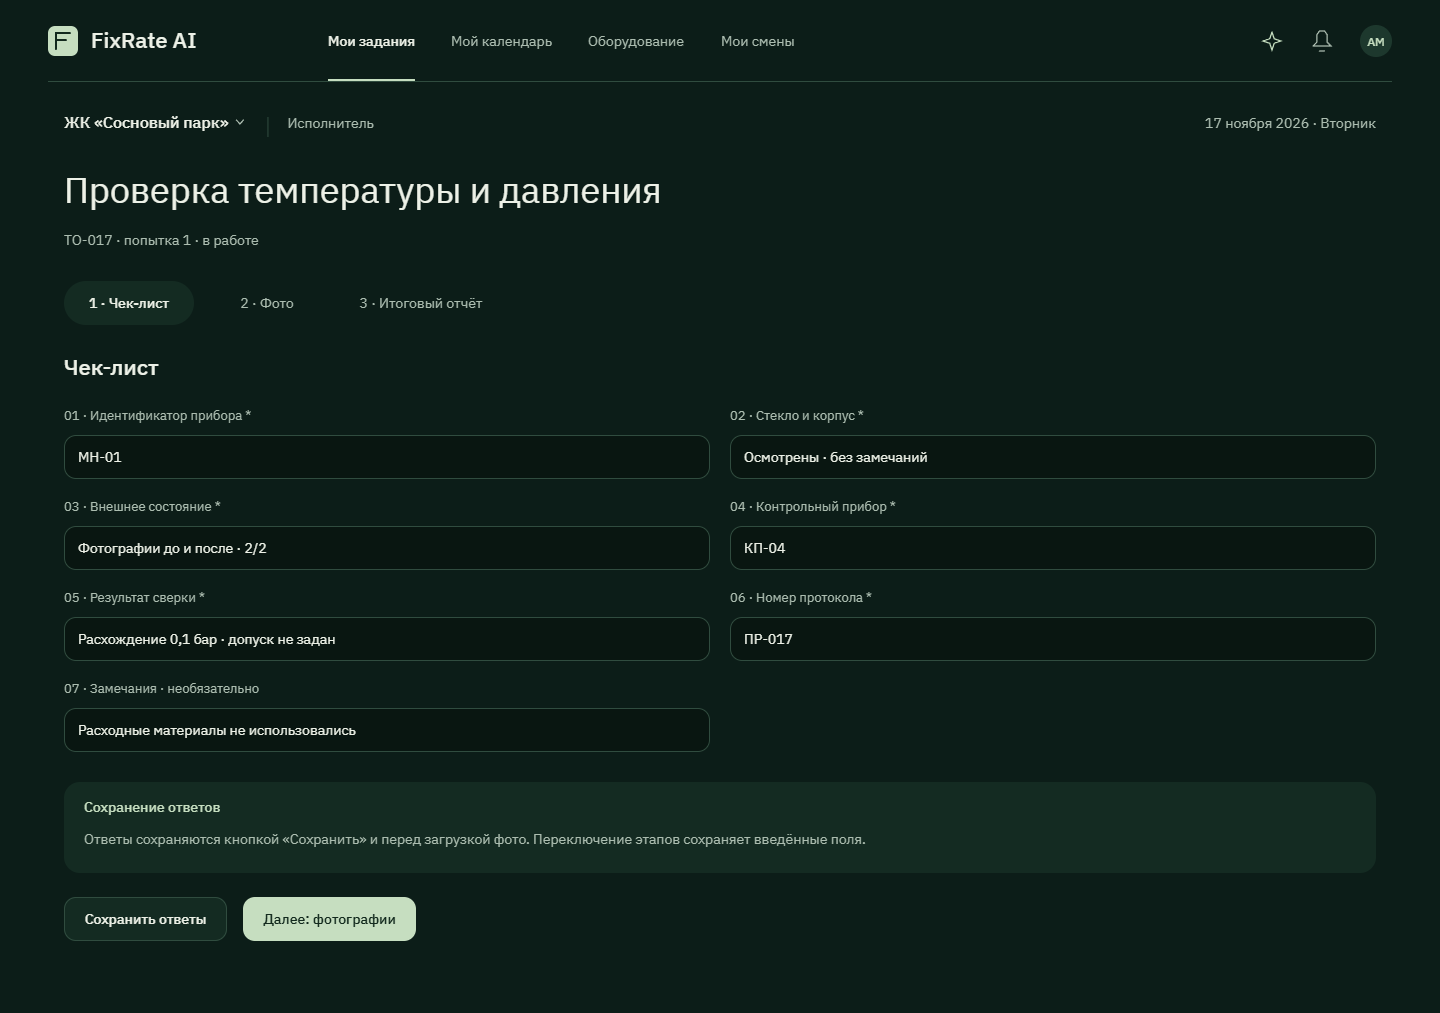 FixRate AI
Мои задания
Мой календарь
Оборудование
Мои смены
АМ
ЖК «Сосновый парк»
Исполнитель
17 ноября 2026 · Вторник
Проверка температуры и давления
ТО-017 · попытка 1 · в работе
1 · Чек-лист
2 · Фото
3 · Итоговый отчёт
Чек-лист
01 · Идентификатор прибора *
МН-01
02 · Стекло и корпус *
Осмотрены · без замечаний
03 · Внешнее состояние *
Фотографии до и после · 2/2
04 · Контрольный прибор *
КП-04
05 · Результат сверки *
Расхождение 0,1 бар · допуск не задан
06 · Номер протокола *
ПР-017
07 · Замечания · необязательно
Расходные материалы не использовались
Сохранение ответов
Ответы сохраняются кнопкой «Сохранить» и перед загрузкой фото. Переключение этапов сохраняет введённые поля.
Сохранить ответы
Далее: фотографии